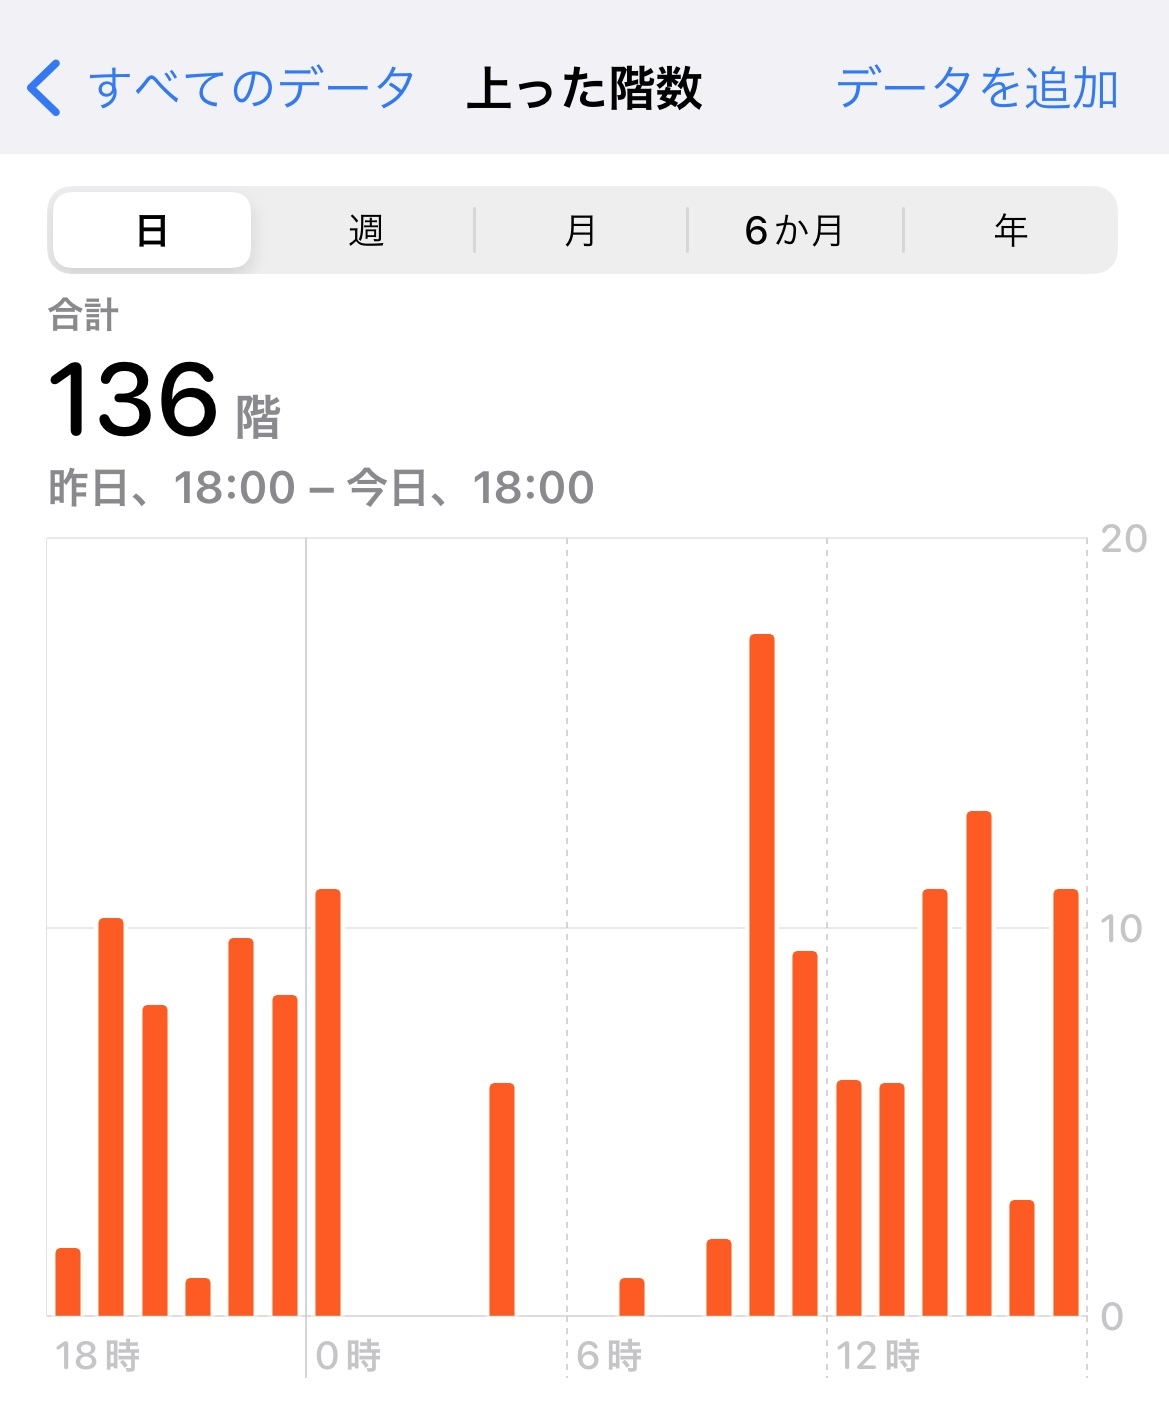 すべてのデータ 上った階数 データを追加
日 週 月 6か月 年
合計
136 階
昨日、18:00 – 今日、18:00
20
10
0
18時 0時 6時 12時